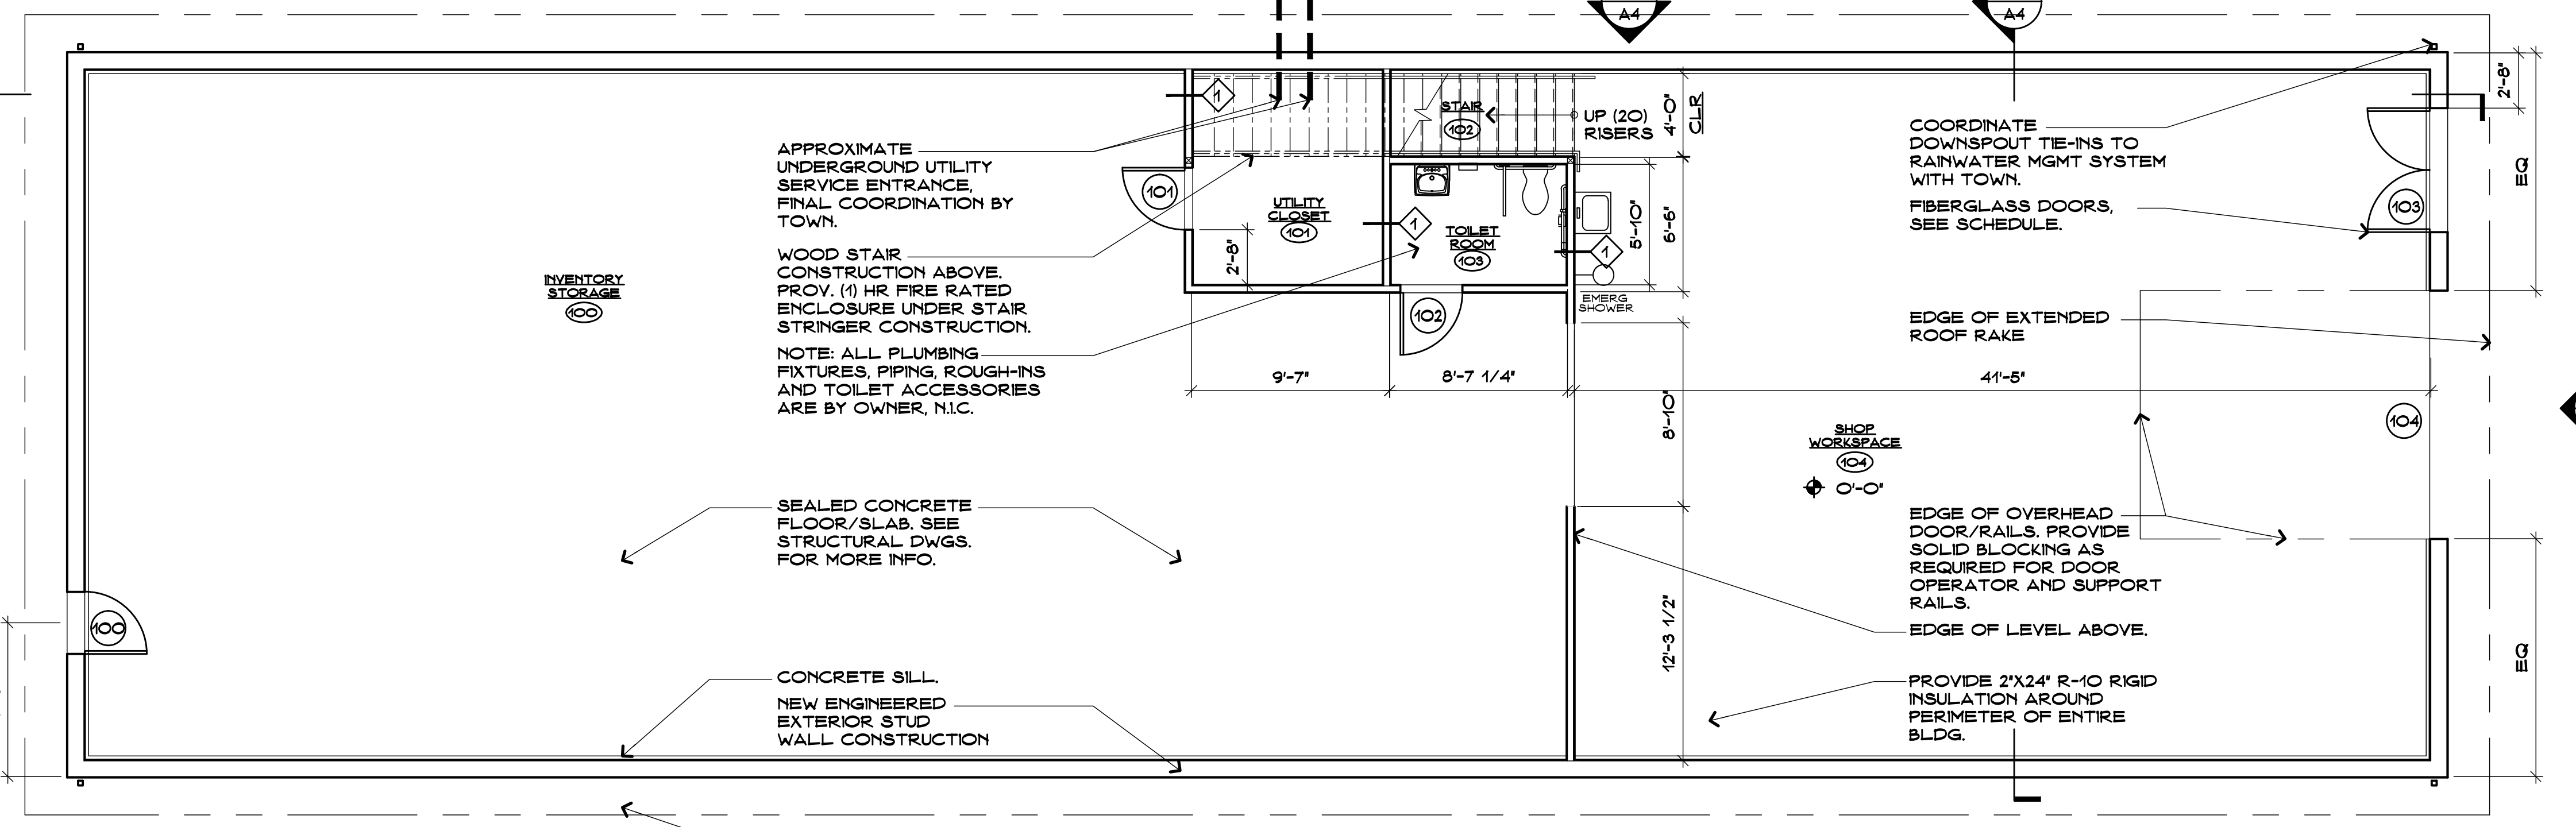 A4
A4
1
STAIR
102
UP (20)
RISERS
4'-0"
CLR
2'-8"
EQ
APPROXIMATE
UNDERGROUND UTILITY
SERVICE ENTRANCE,
FINAL COORDINATION BY
TOWN.
WOOD STAIR
CONSTRUCTION ABOVE.
PROV. (1) HR FIRE RATED
ENCLOSURE UNDER STAIR
STRINGER CONSTRUCTION.
NOTE: ALL PLUMBING
FIXTURES, PIPING, ROUGH-INS
AND TOILET ACCESSORIES
ARE BY OWNER, N.I.C.
101
UTILITY
CLOSET
101
2'-8"
1
TOILET
ROOM
103
1
5'-10"
6'-6"
EMERG
SHOWER
102
COORDINATE
DOWNSPOUT TIE-INS TO
RAINWATER MGMT SYSTEM
WITH TOWN.
FIBERGLASS DOORS,
SEE SCHEDULE.
103
INVENTORY
STORAGE
100
EDGE OF EXTENDED
ROOF RAKE
9'-7"
8'-7 1/4"
41'-5"
8'-10"
104
SHOP
WORKSPACE
104
0'-0"
SEALED CONCRETE
FLOOR/SLAB. SEE
STRUCTURAL DWGS.
FOR MORE INFO.
EDGE OF OVERHEAD
DOOR/RAILS. PROVIDE
SOLID BLOCKING AS
REQUIRED FOR DOOR
OPERATOR AND SUPPORT
RAILS.
EDGE OF LEVEL ABOVE.
100
12'-3 1/2"
EQ
CONCRETE SILL.
NEW ENGINEERED
EXTERIOR STUD
WALL CONSTRUCTION
PROVIDE 2"X24" R-10 RIGID
INSULATION AROUND
PERIMETER OF ENTIRE
BLDG.